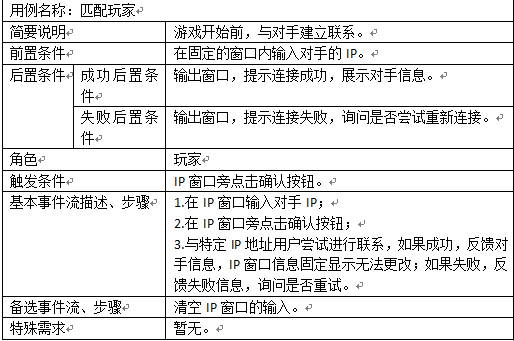 用例名称：匹配玩家
简要说明 游戏开始前，与对手建立联系。
前置条件 在固定的窗口内输入对手的 IP。
后置条件 成功后置条件 输出窗口，提示连接成功，展示对手信息。
失败后置条件 输出窗口，提示连接失败，询问是否尝试重新连接。
角色 玩家
触发条件 IP 窗口旁点击确认按钮。
基本事件流描述、步骤 1.在 IP 窗口输入对手 IP；
2.在 IP 窗口旁点击确认按钮；
3.与特定 IP 地址用户尝试进行联系，如果成功，反馈对
手信息，IP 窗口信息固定显示无法更改；如果失败，反
馈失败信息，询问是否重试。
备选事件流、步骤 清空 IP 窗口的输入。
特殊需求 暂无。